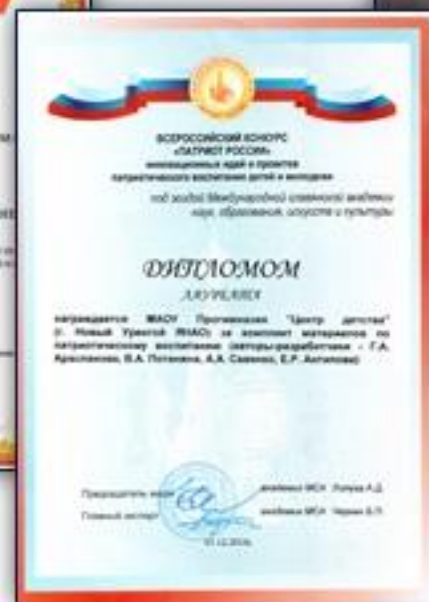 ВСЕРОССИЙСКИЙ КОНКУРС
«ПАТРИОТ РОССИИ»
инновационных идей и проектов
патриотического воспитания детей и молодежи
под эгидой Международной славянской академии
наук, образования, искусств и культуры
ДИПЛОМОМ
ЛАУРЕАТА
награждается МАОУ Прогимназия "Центр детства"
(г. Новый Уренгой ЯНАО) за комплект материалов по
патриотическому воспитанию (авторы-разработчики - Г.А.
В.А. Потанина, А.А. Савенко, Е.Р. Антипова)
Председатель жюри академик МСА А.Д.
Главный эксперт академик МСА